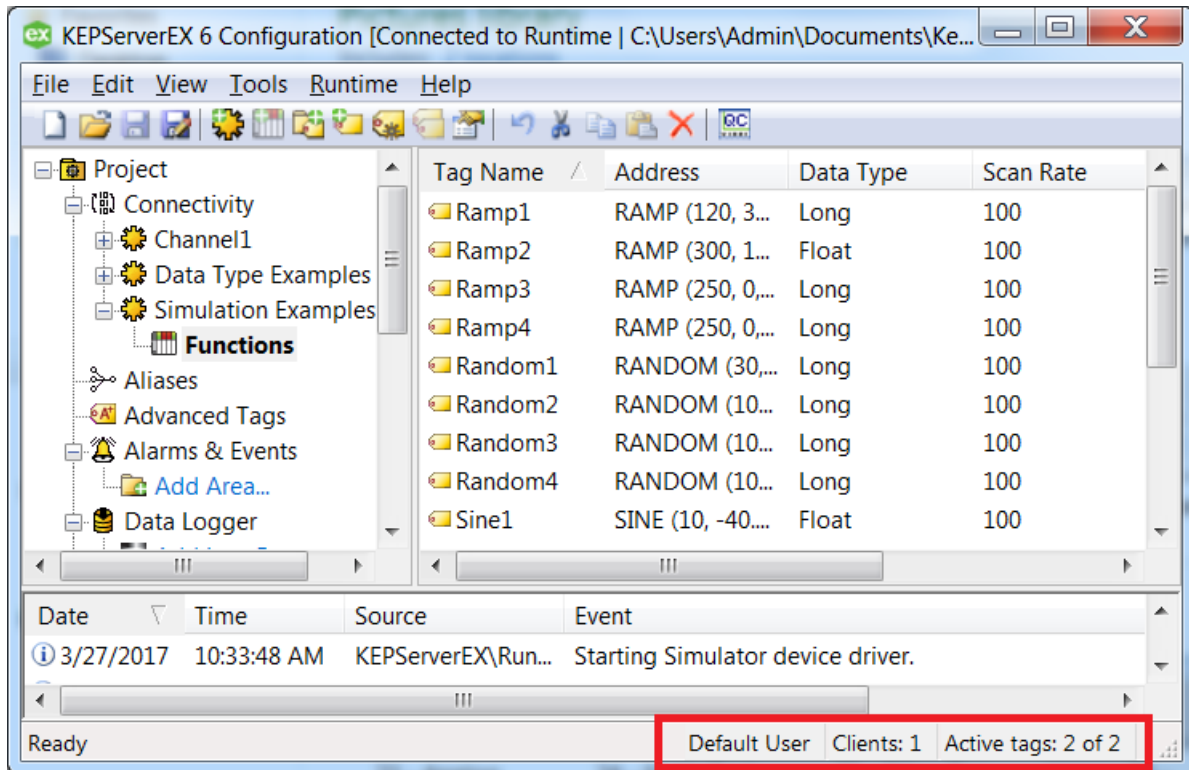 KEPServerEX 6 Configuration [Connected to Runtime | C:\Users\Admin\Documents\Ke...
File Edit View Tools Runtime Help
Project
Connectivity
Channel1
Data Type Examples
Simulation Examples
Functions
Aliases
Advanced Tags
Alarms & Events
Add Area...
Data Logger
Tag Name Address Data Type Scan Rate
Ramp1 RAMP (120, 3... Long 100
Ramp2 RAMP (300, 1... Float 100
Ramp3 RAMP (250, 0,... Long 100
Ramp4 RAMP (250, 0,... Long 100
Random1 RANDOM (30,... Long 100
Random2 RANDOM (10... Long 100
Random3 RANDOM (10... Long 100
Random4 RANDOM (10... Long 100
Sine1 SINE (10, -40.... Float 100
Date Time Source Event
3/27/2017 10:33:48 AM KEPServerEX\Run... Starting Simulator device driver.
Ready Default User Clients: 1 Active tags: 2 of 2